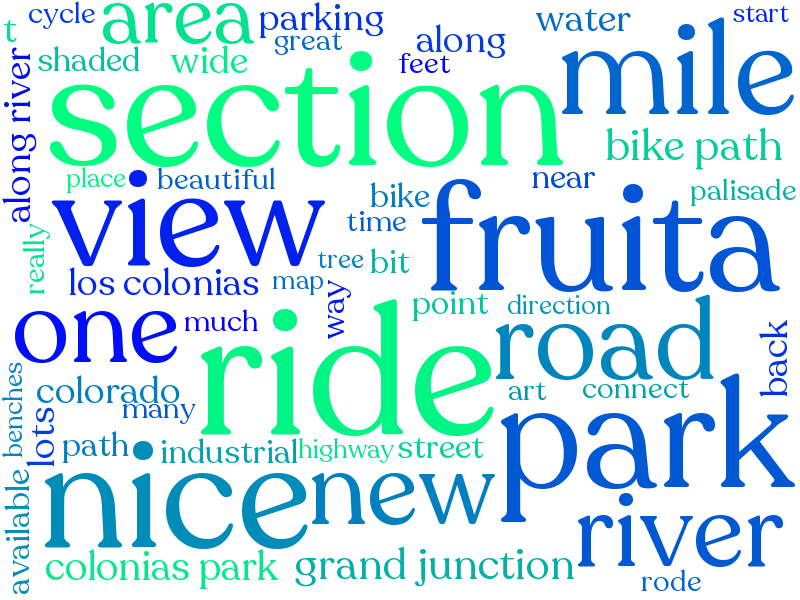 cycle
area
parking
water
start
t
great
along
shaded
wide
feet
mile
section
along river
bike path
place
beautiful
near
bike
palisade
view
time
fruita
really
tree
bit
los colonias
map
way
point
direction
one
much
road
back
benches
colorado
many
ride
art
connect
lots
path
industrial
highway
street
park
available
nice
new
river
colonias park
grand junction
rode